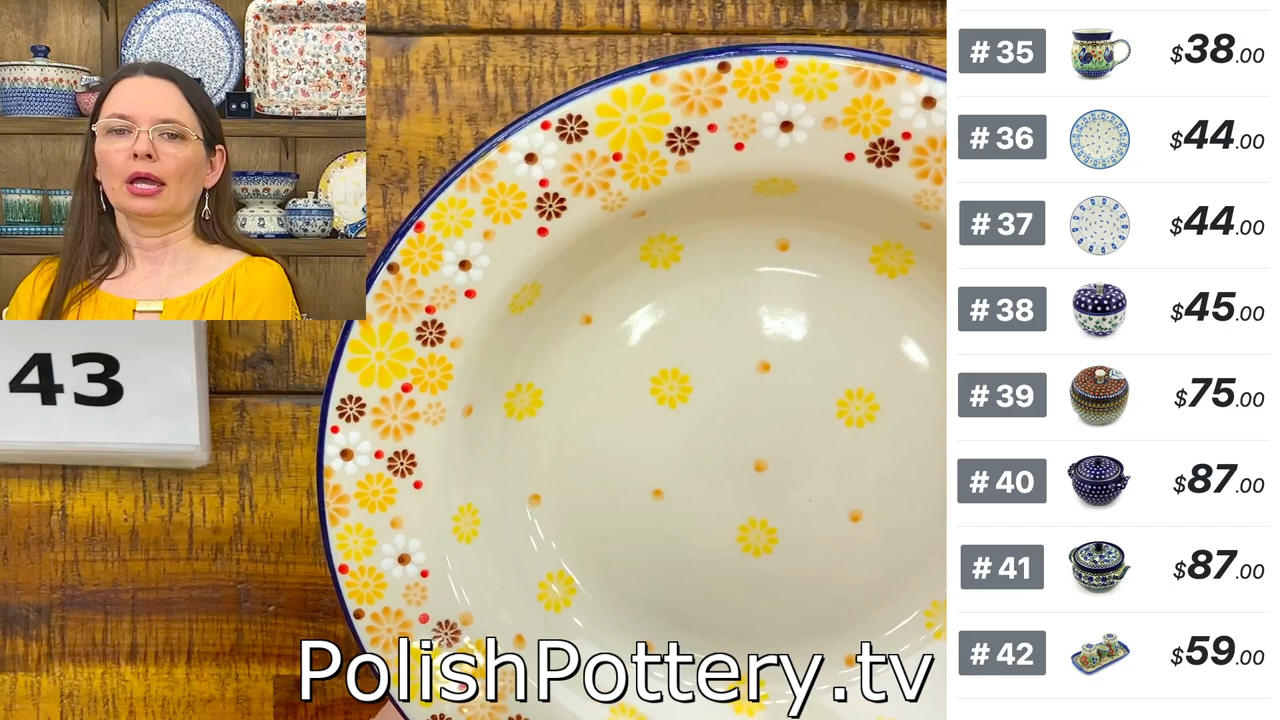 43
PolishPottery.tv
# 35 $38.00
# 36 $44.00
# 37 $44.00
# 38 $45.00
# 39 $75.00
# 40 $87.00
# 41 $87.00
# 42 $59.00